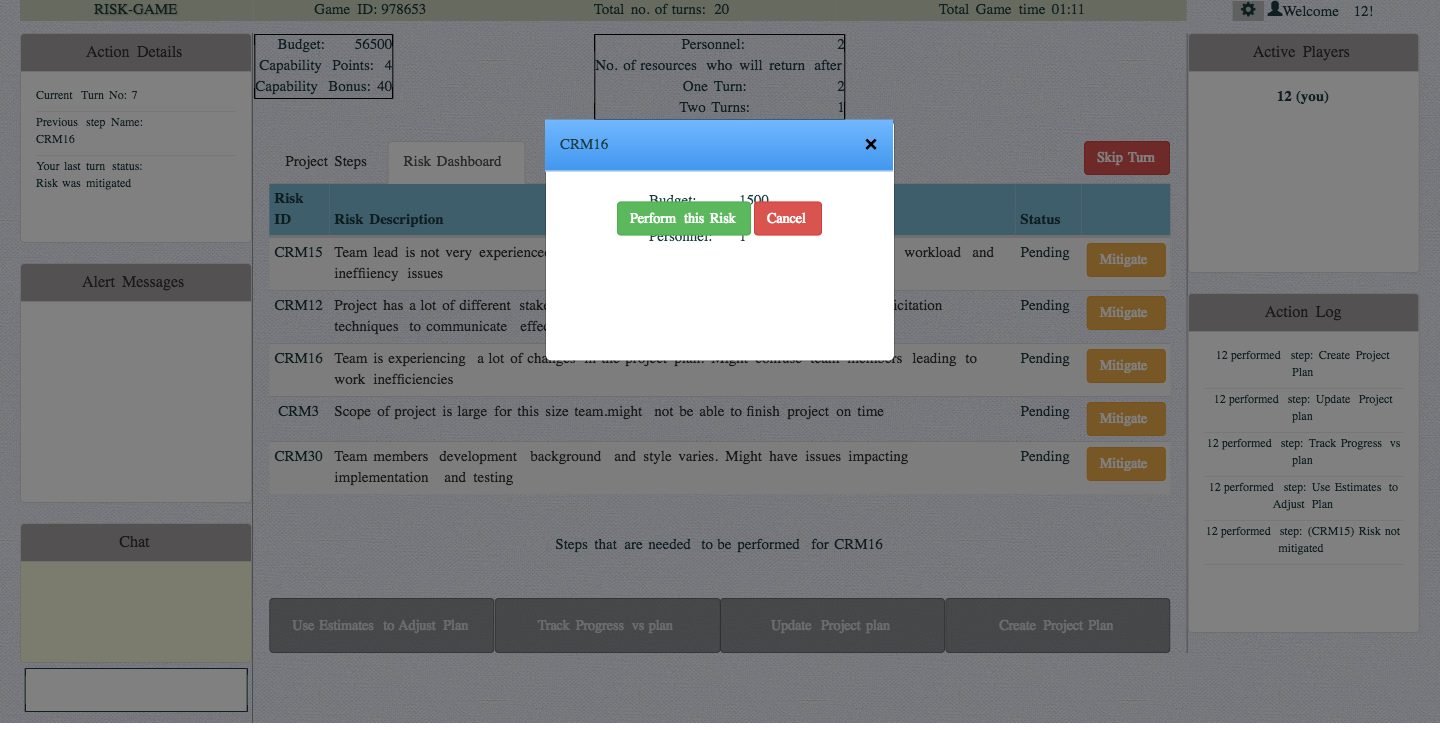 RISK-GAME
Game ID: 978653
Total no. of turns: 20
Total Game time 01:11
Welcome 12!
Action Details
Current Turn No: 7
Previous step Name:
CRM16
Your last turn status:
Risk was mitigated
Alert Messages
Chat
Budget: 56500
Capability Points: 4
Capability Bonus: 40
Personnel: 2
No. of resources who will return after
One Turn: 2
Two Turns: 1
Project Steps
Risk Dashboard
Skip Turn
CRM16 ×
Budget: 1500
Perform this Risk
Cancel
Personnel: 1
Risk
ID
Risk Description
Status
CRM15 Team lead is not very experienced workload and Pending Mitigate
ineffiiency issues
CRM12 Project has a lot of different Pending Mitigate
techniques to communicate
CRM16 Team is experiencing a lot of changes in the project plan. Might confuse team members leading to Pending Mitigate
work inefficiencies
CRM3 Scope of project is large for this size team.might not be able to finish project on time Pending Mitigate
CRM30 Team members development background and style varies. Might have issues impacting Pending Mitigate
implementation and testing
Steps that are needed to be performed for CRM16
Use Estimates to Adjust Plan
Track Progress vs plan
Update Project plan
Create Project Plan
Active Players
12 (you)
Action Log
12 performed step: Create Project
Plan
12 performed step: Update Project
plan
12 performed step: Track Progress vs
plan
12 performed step: Use Estimates to
Adjust Plan
12 performed step: (CRM15) Risk not
mitigated